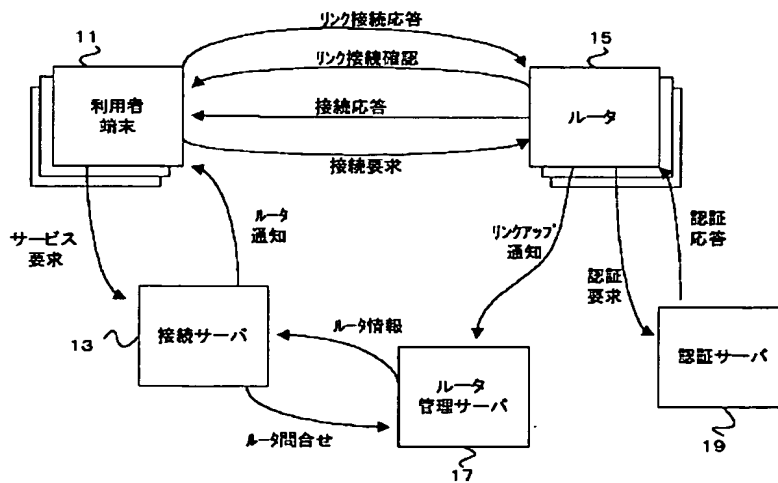 リンク接続応答
11
15
リンク接続確認
利用者
端末
接続応答
ルータ
接続要求
ルータ
通知
サービス
要求
リンクアップ
通知
認証
応答
認証
要求
13
接続サーバ
ルータ情報
ルータ
管理サーバ
認証サーバ
ルータ問合せ
17
19